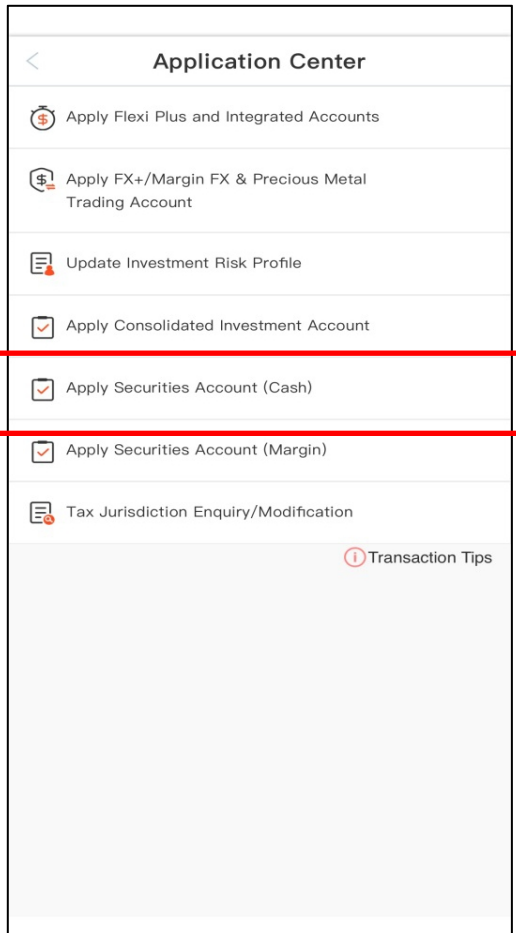 Application Center
Apply Flexi Plus and Integrated Accounts
Apply FX+/Margin FX & Precious Metal
Trading Account
Update Investment Risk Profile
Apply Consolidated Investment Account
Apply Securities Account (Cash)
Apply Securities Account (Margin)
Tax Jurisdiction Enquiry/Modification
Transaction Tips